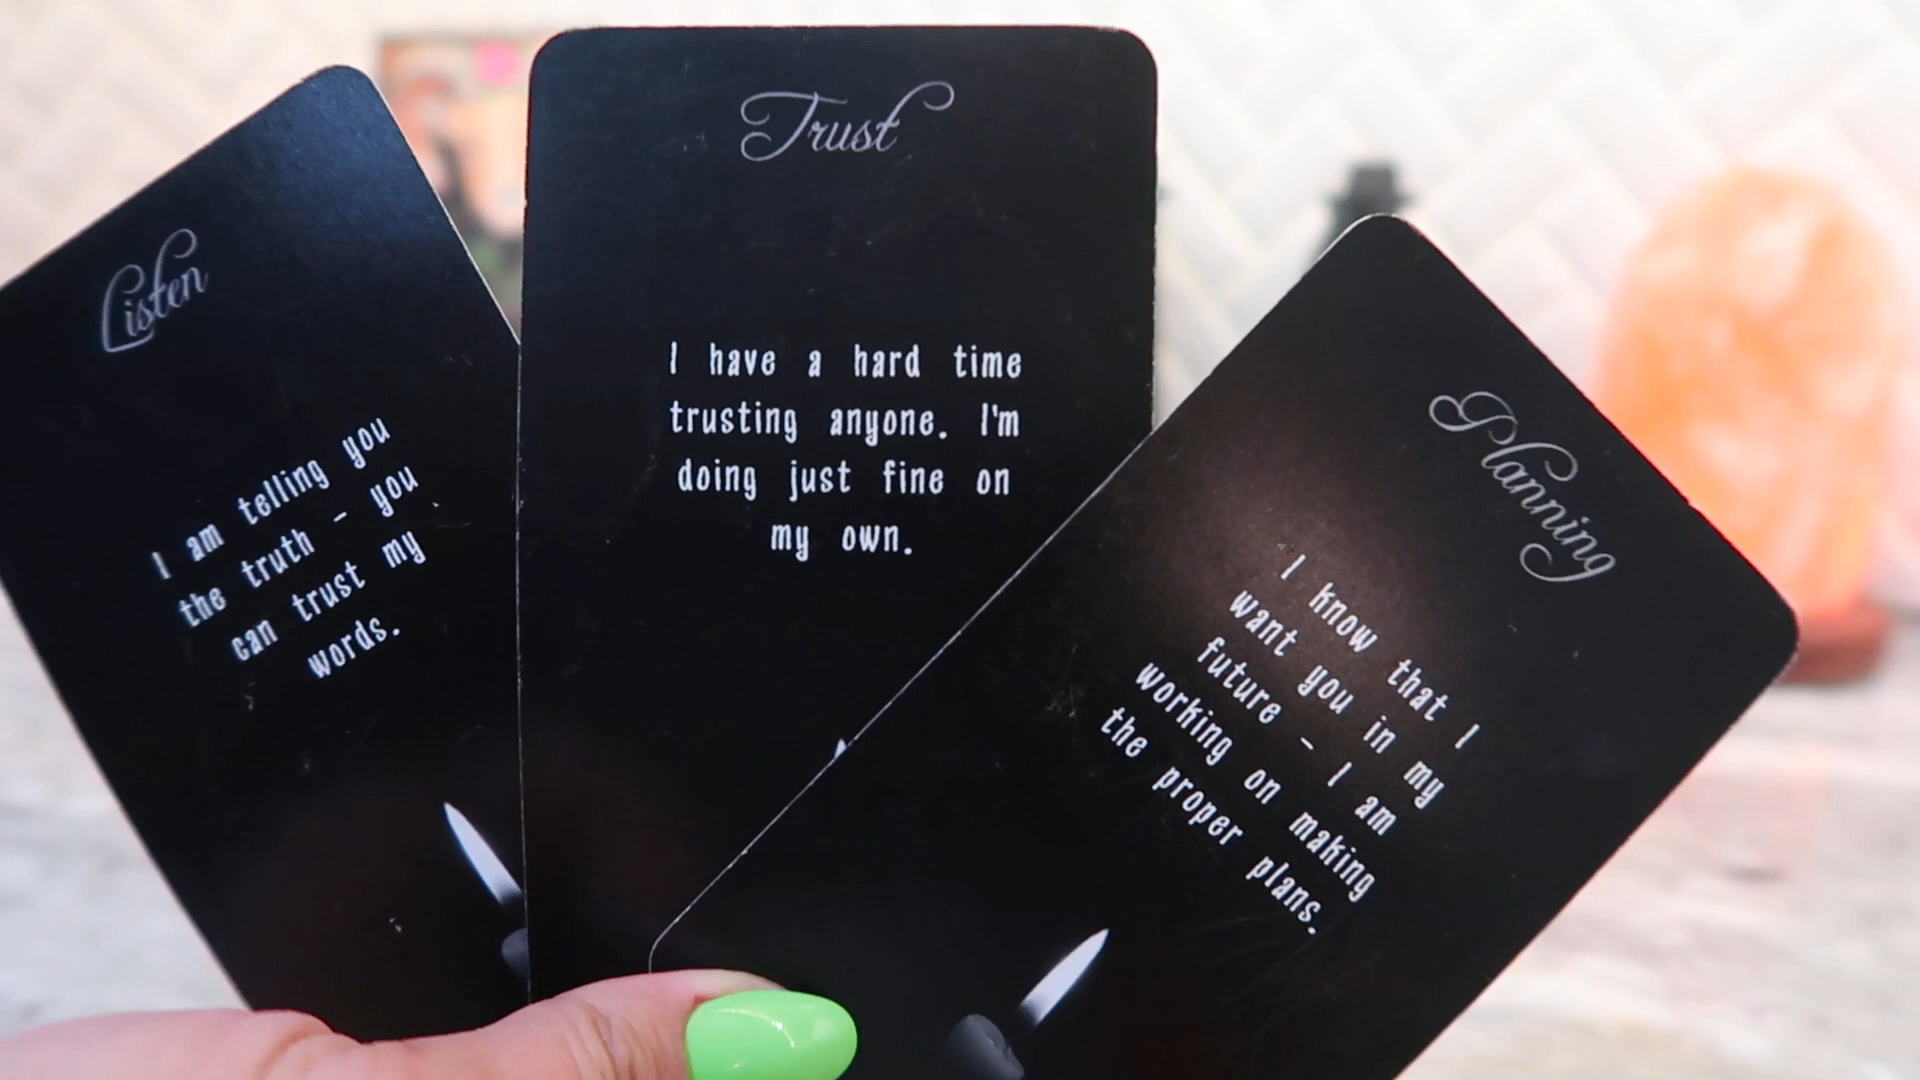 Listen
I am telling you
the truth - you
can trust my
words.
Trust
I have a hard time
trusting anyone. I'm
doing just fine on
my own.
Planning
I know that I
want you in my
future - I am
working on making
the proper plans.